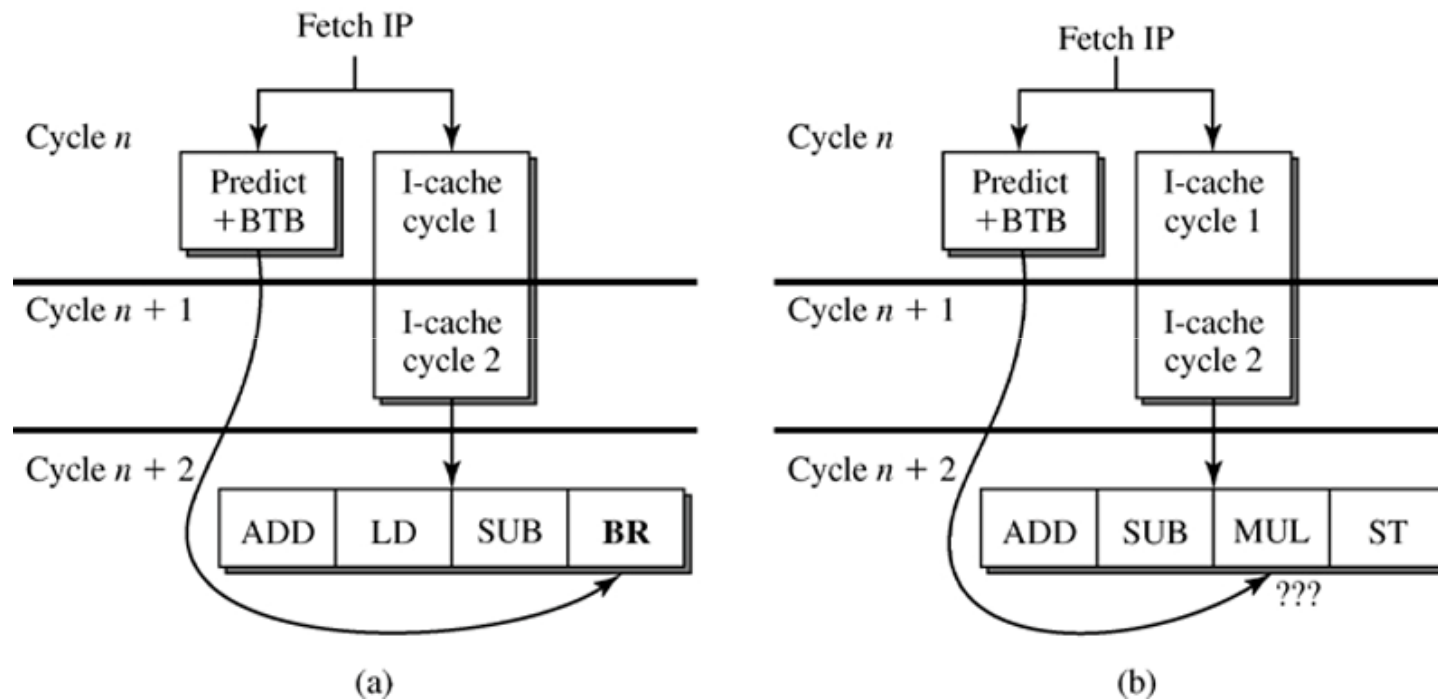 Fetch IP
Cycle n
Predict
+BTB
I-cache
cycle 1
Cycle n + 1
I-cache
cycle 2
Cycle n + 2
ADD LD SUB BR
(a)
Fetch IP
Cycle n
Predict
+BTB
I-cache
cycle 1
Cycle n + 1
I-cache
cycle 2
Cycle n + 2
ADD SUB MUL ST
???
(b)